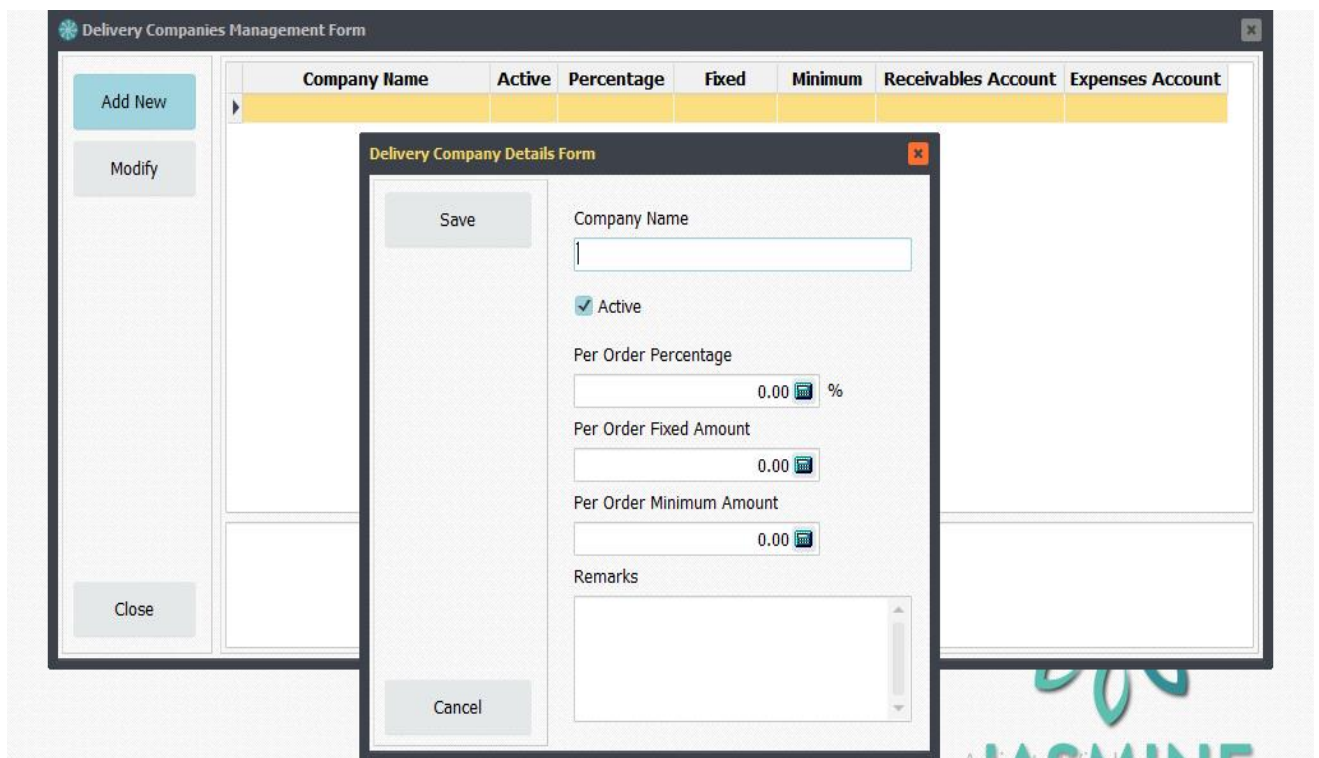 Delivery Companies Management Form
Add New
Modify
Close
Company Name Active Percentage Fixed Minimum Receivables Account Expenses Account
Delivery Company Details Form
Save
Cancel
Company Name
Active
Per Order Percentage
0.00 %
Per Order Fixed Amount
0.00
Per Order Minimum Amount
0.00
Remarks
JASMINE